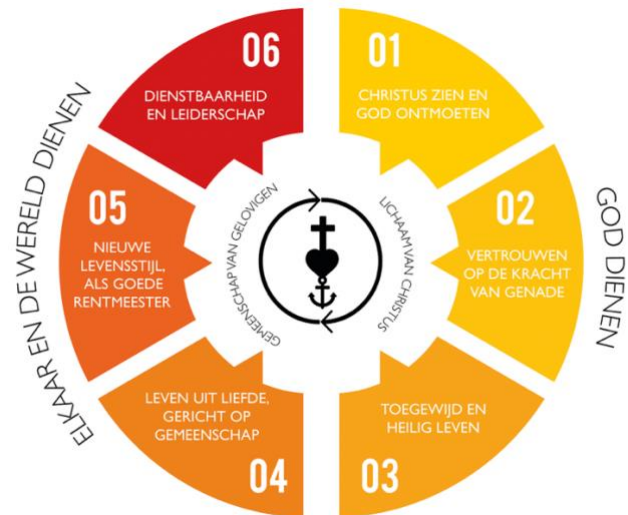 01
CHRISTUS ZIEN EN
GOD ONTMOETEN
02
VERTROUWEN
OP DE KRACHT
VAN GENADE
03
TOEGEWIJD EN
HEILIG LEVEN
04
LEVEN UIT LIEFDE,
GERICHT OP
GEMEENSCHAP
05
NIEUWE
LEVENSSTIJL,
ALS GOEDE
RENTMEESTER
06
DIENSTBAARHEID
EN LEIDERSCHAP
GOD DIENEN
ELKAAR EN DE WERELD DIENEN
LICHAAM VAN CHRISTUS
GEMEENSCHAP VAN GELOVIGEN